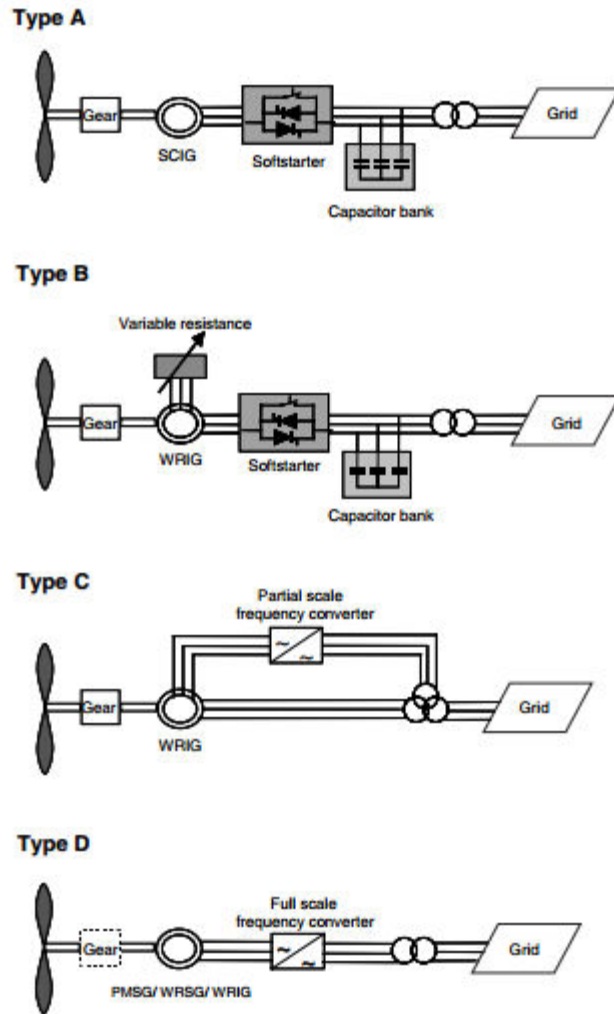 Type A
Gear
SCIG
Softstarter
Capacitor bank
Grid
Type B
Variable resistance
Gear
WRIG
Softstarter
Capacitor bank
Grid
Type C
Partial scale
frequency converter
Gear
WRIG
Grid
Type D
Full scale
frequency converter
Gear
PMSG/ WRSG/ WRIG
Grid